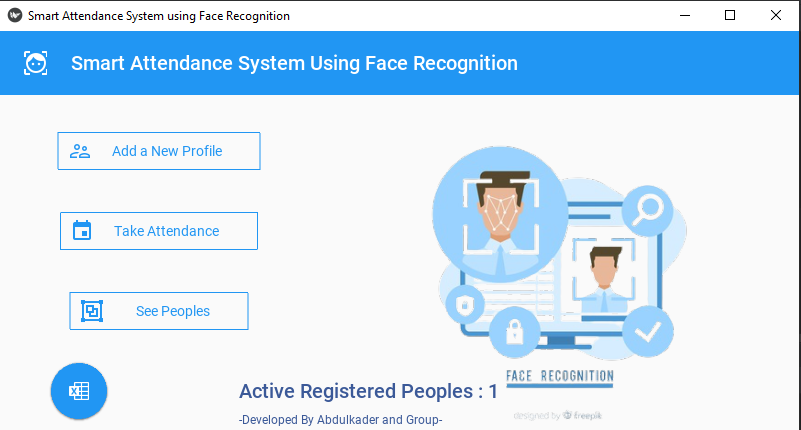 Smart Attendance System using Face Recognition
Smart Attendance System Using Face Recognition
Add a New Profile
Take Attendance
See Peoples
FACE RECOGNITION
Active Registered Peoples : 1
designed by freepik
-Developed By Abdulkader and Group-